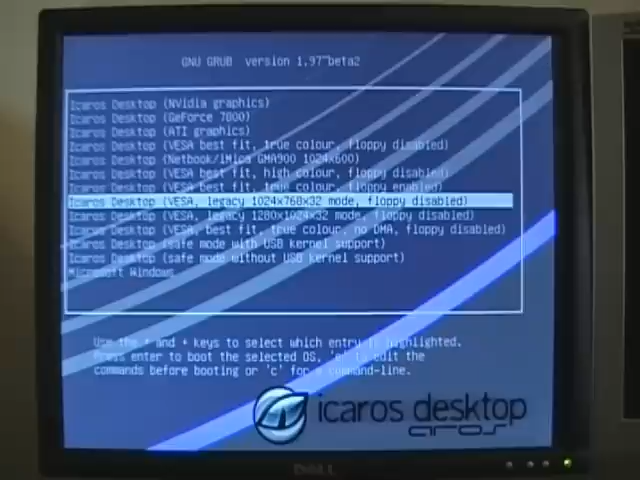 GNU GRUB version 1.97~beta2
Icaros Desktop (NVidia graphics)
Icaros Desktop (GeForce 7800)
Icaros Desktop (ATI graphics)
Icaros Desktop (VESA best fit, true colour, floppy disabled)
Icaros Desktop (Netbook/iMica GMA900 1024x600)
Icaros Desktop (VESA best fit, high colour, floppy disabled)
Icaros Desktop (VESA best fit, true colour, floppy enabled)
Icaros Desktop (VESA, legacy 1024x768x32 mode, floppy disabled)
Icaros Desktop (VESA, legacy 1280x1024x32 mode, floppy disabled)
Icaros Desktop (VESA, best fit, true colour, no DMA, floppy disabled)
Icaros Desktop (safe mode with USB kernel support)
Icaros Desktop (safe mode without USB kernel support)
Microsoft Windows
Use the ↑ and ↓ keys to select which entry is highlighted.
Press enter to boot the selected OS, 'e' to edit the
commands before booting or 'c' for a command-line.
icaros desktop
aros
DELL